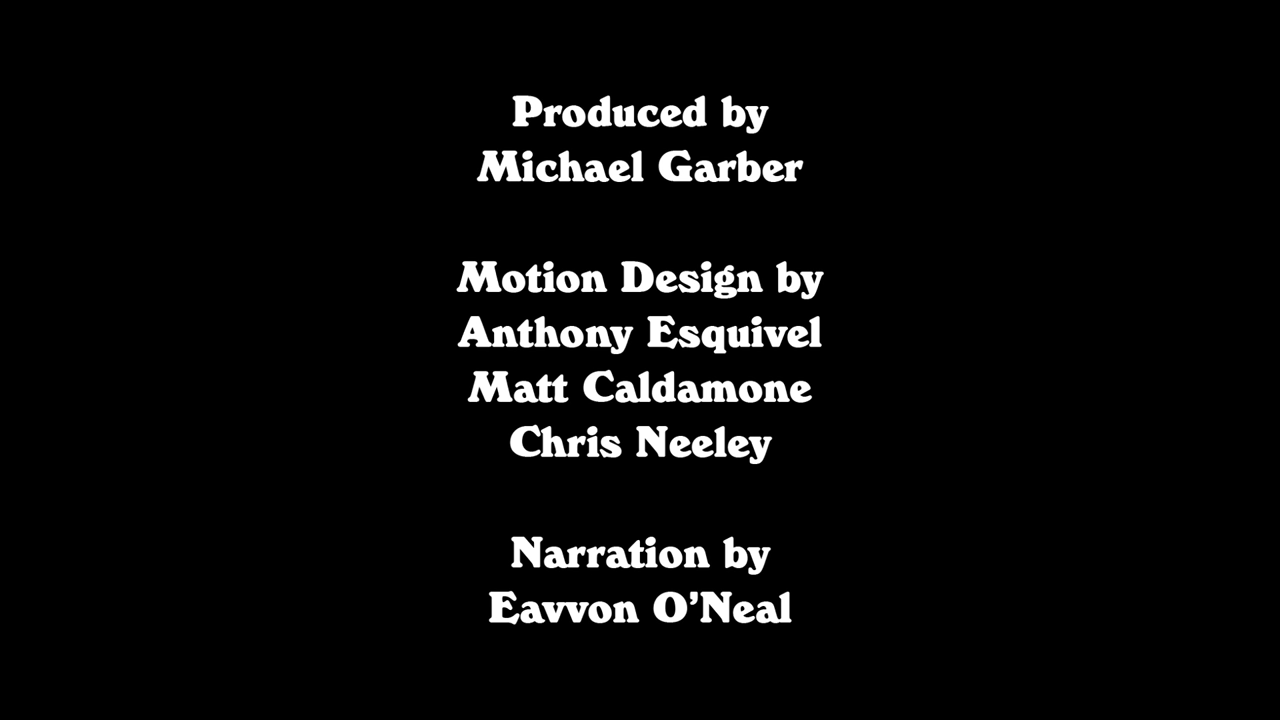 Produced by
Michael Garber
Motion Design by
Anthony Esquivel
Matt Caldamone
Chris Neeley
Narration by
Eavvon O’Neal